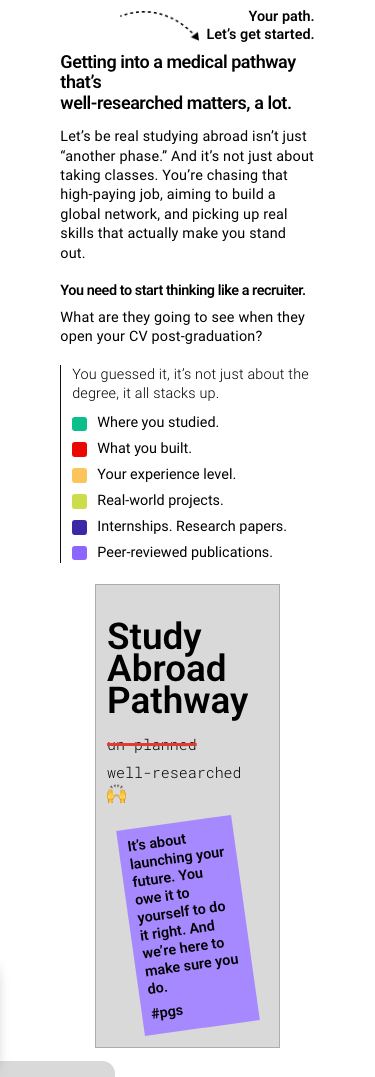 Your path.
Let’s get started.
Getting into a medical pathway
that’s
well-researched matters, a lot.
Let’s be real studying abroad isn’t just
“another phase.” And it’s not just about
taking classes. You’re chasing that
high-paying job, aiming to build a
global network, and picking up real
skills that actually make you stand
out.
You need to start thinking like a recruiter.
What are they going to see when they
open your CV post-graduation?
You guessed it, it’s not just about the
degree, it all stacks up.
Where you studied.
What you built.
Your experience level.
Real-world projects.
Internships. Research papers.
Peer-reviewed publications.
Study
Abroad
Pathway
un-planned
well-researched
🙌
It’s about
launching your
future. You
owe it to
yourself to do
it right. And
we’re here to
make sure you
do.
#pgs